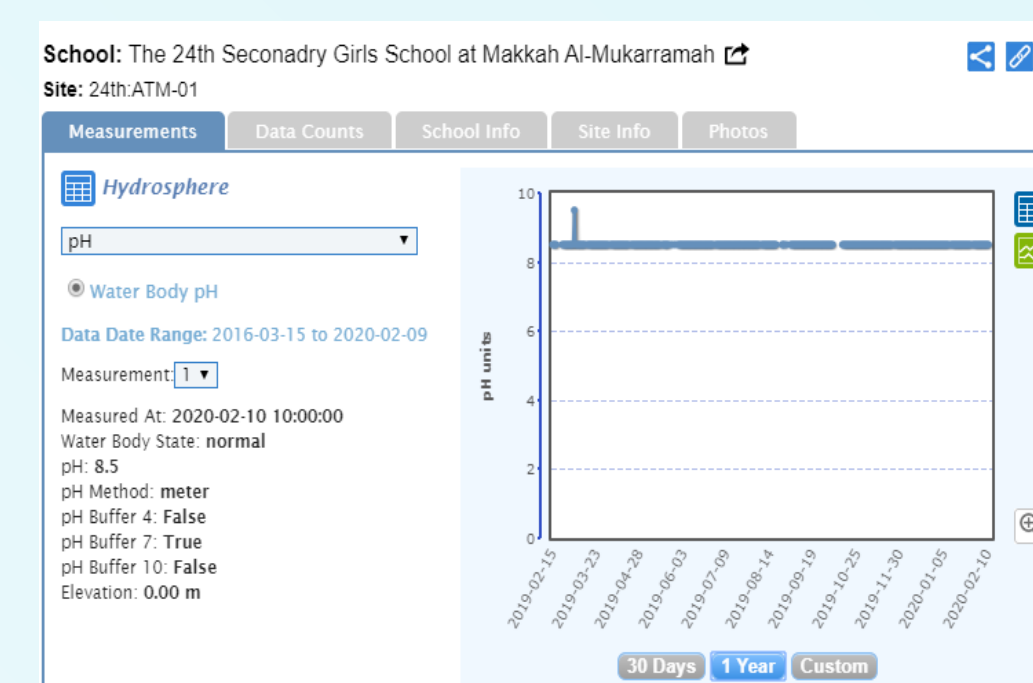 School: The 24th Seconadry Girls School at Makkah Al-Mukarramah
Site: 24th:ATM-01
Measurements Data Counts School Info Site Info Photos
Hydrosphere
pH
Water Body pH
Data Date Range: 2016-03-15 to 2020-02-09
Measurement: 1
Measured At: 2020-02-10 10:00:00
Water Body State: normal
pH: 8.5
pH Method: meter
pH Buffer 4: False
pH Buffer 7: True
pH Buffer 10: False
Elevation: 0.00 m
pH units
10
8
6
4
2
0
2019-02-15 2019-03-23 2019-04-28 2019-06-03 2019-07-09 2019-08-14 2019-09-19 2019-10-25 2019-11-30 2020-01-05 2020-02-10
30 Days 1 Year Custom